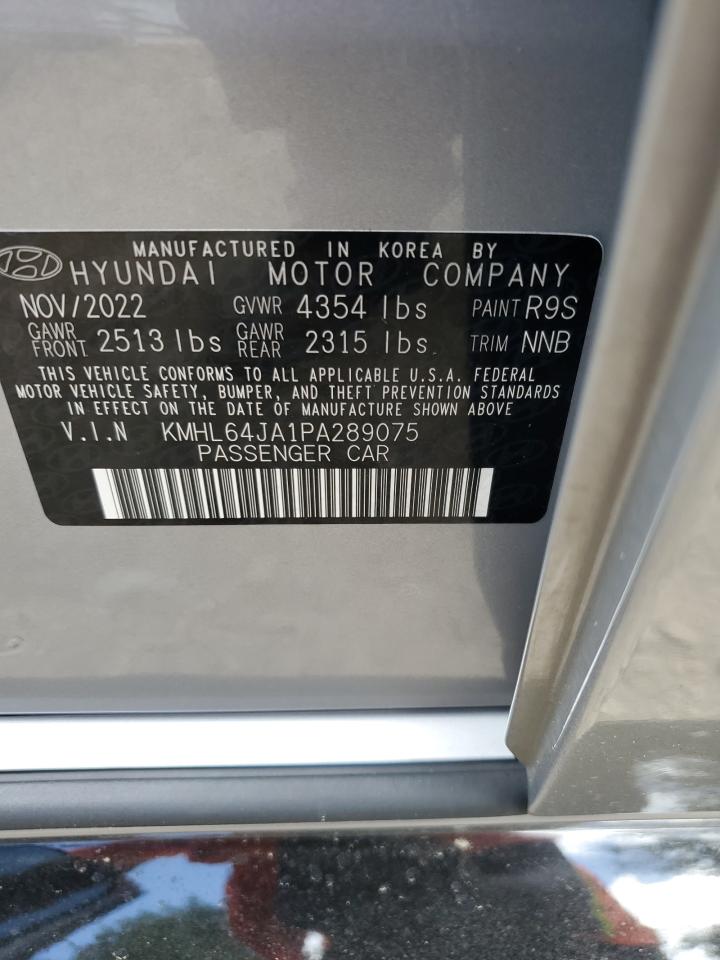 MANUFACTURED IN KOREA BY
HYUNDAI MOTOR COMPANY
NOV/2022 GVWR 4354 lbs PAINT R9S
GAWR FRONT 2513 lbs GAWR REAR 2315 lbs. TRIM NNB
THIS VEHICLE CONFORMS TO ALL APPLICABLE U.S.A. FEDERAL
MOTOR VEHICLE SAFETY, BUMPER, AND THEFT PREVENTION STANDARDS
IN EFFECT ON THE DATE OF MANUFACTURE SHOWN ABOVE
V.I.N KMHL64JA1PA289075
PASSENGER CAR